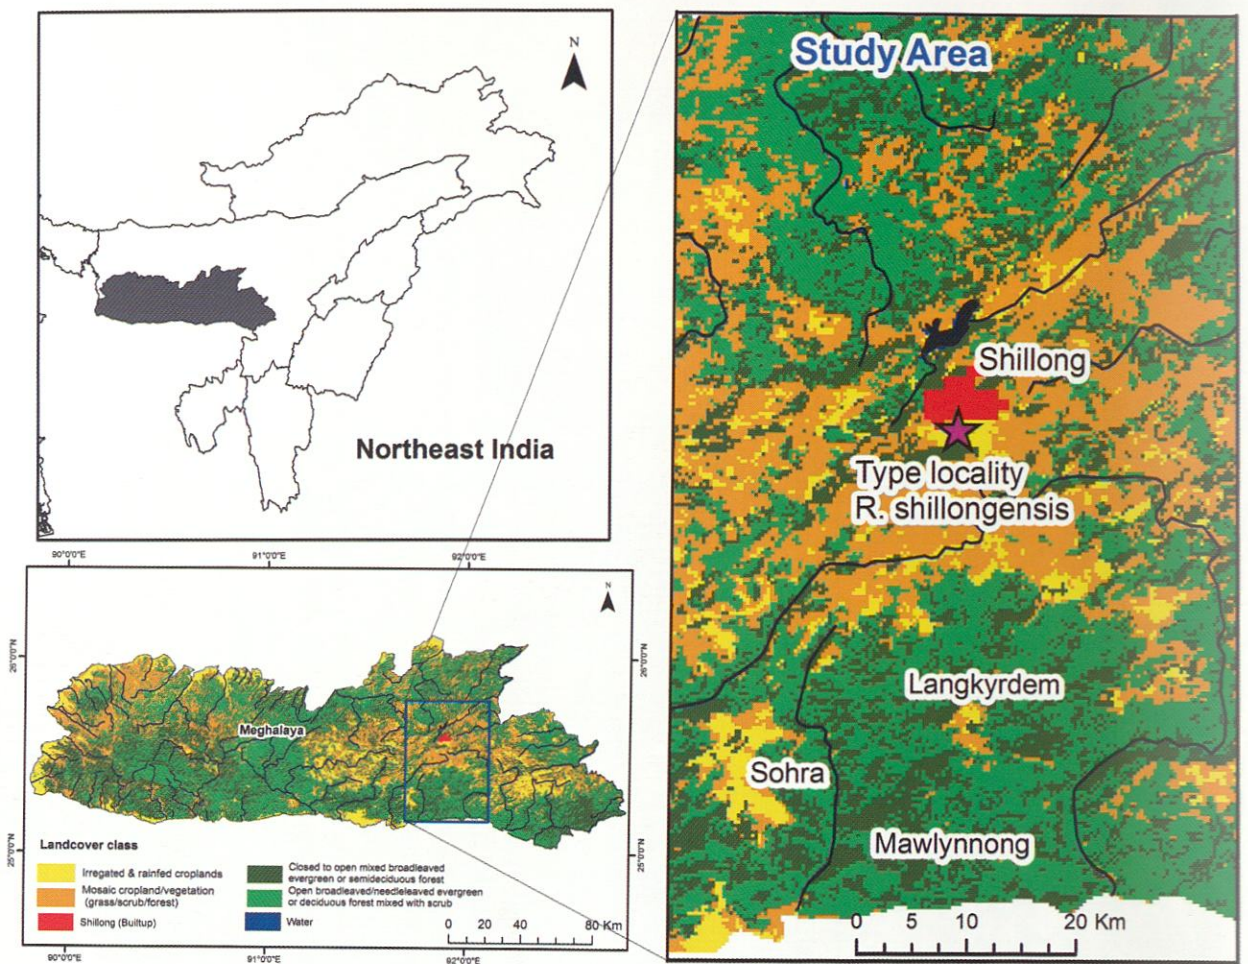 N
Northeast India
90°0'0"E
91°0'0"E
92°0'0"E
N
26°0'0"N
26°0'0"N
Meghalaya
25°0'0"N
25°0'0"N
Landcover class
Irregated & rainfed croplands
Mosaic cropland/vegetation
(grass/scrub/forest)
Shillong (Builtup)
Closed to open mixed broadleaved
evergreen or semideciduous forest
Open broadleaved/needleleaved evergreen
or deciduous forest mixed with scrub
Water
0 20 40 80 Km
90°0'0"E
91°0'0"E
92°0'0"E
Study Area
Shillong
Type locality
R. shillongensis
Langkyrdem
Sohra
Mawlynnong
0 5 10 20 Km